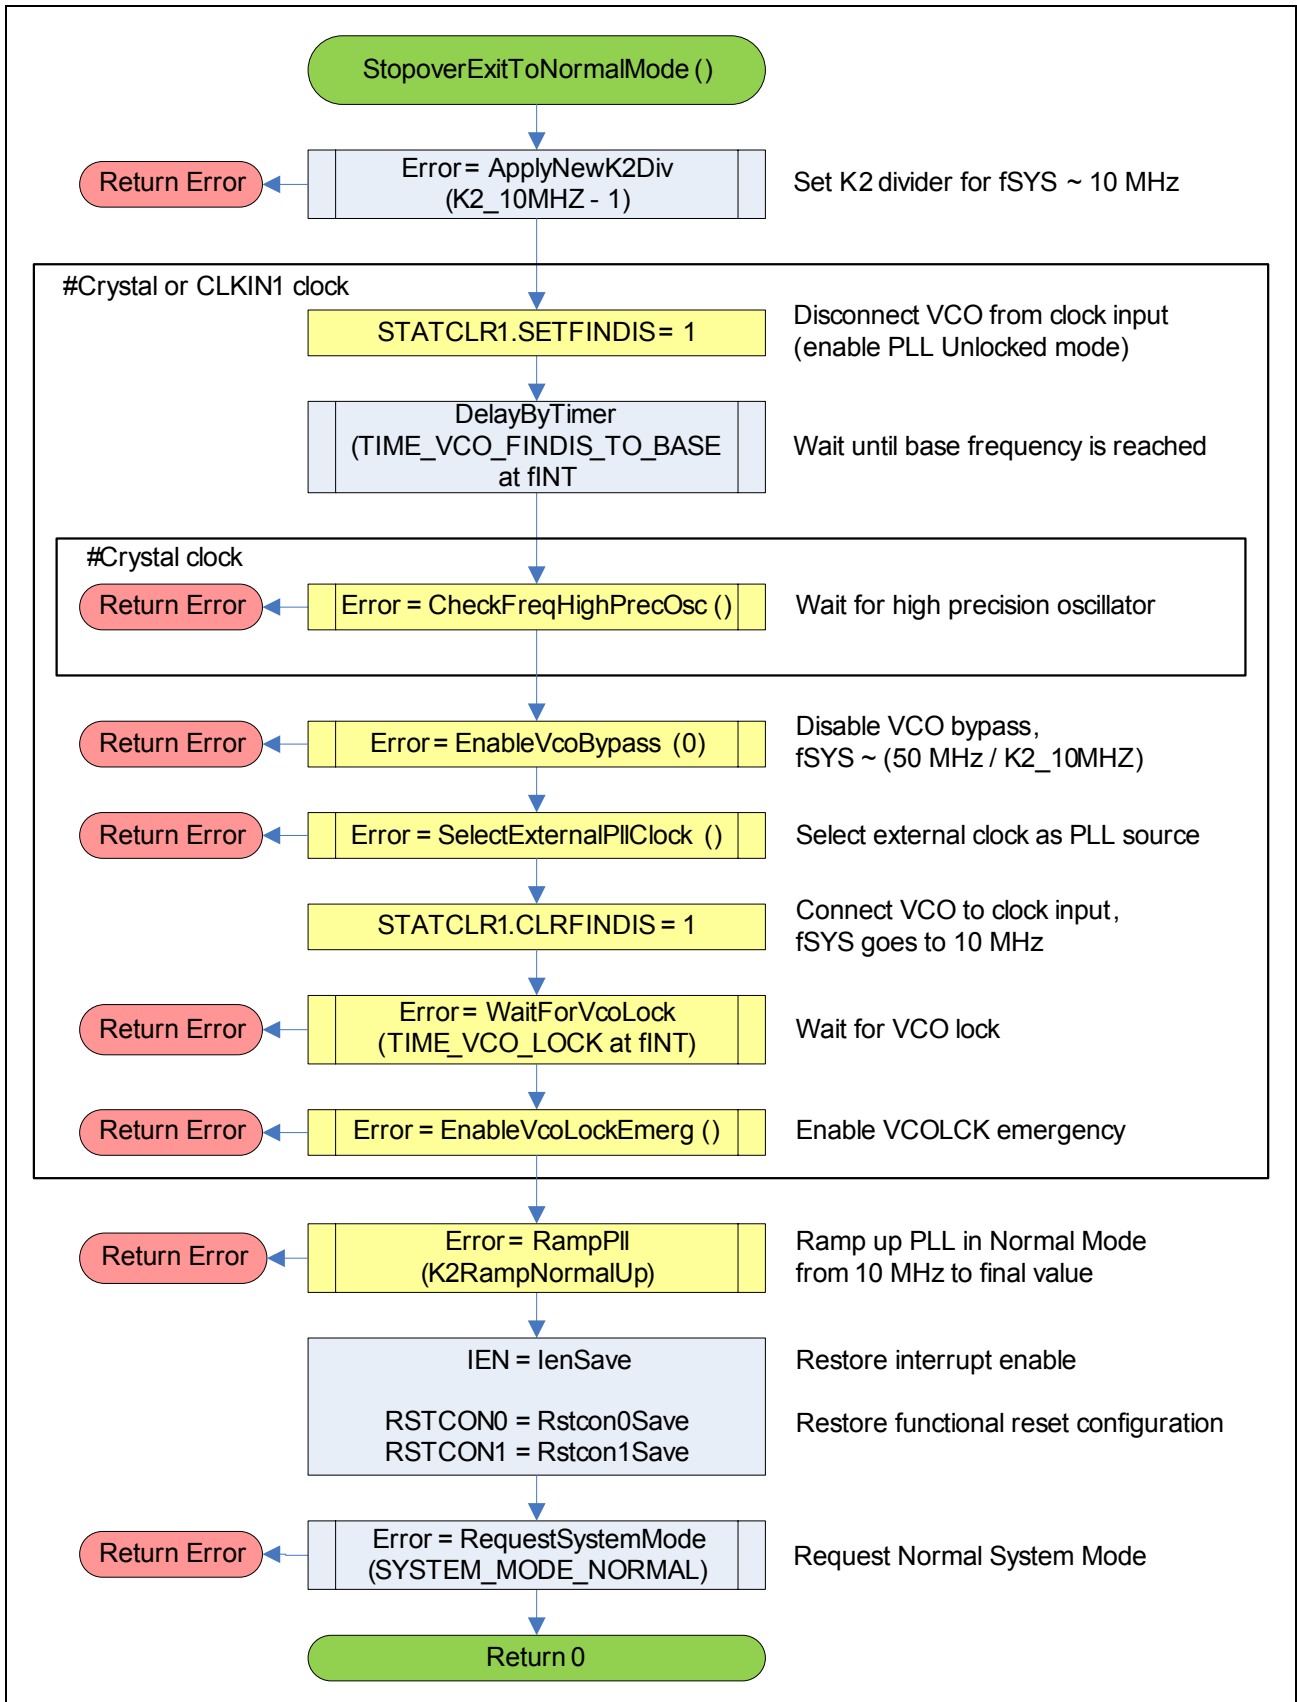 StopoverExitToNormalMode ()
Return Error
Error = ApplyNewK2Div
(K2_10MHZ - 1)
Set K2 divider for fSYS ~ 10 MHz
#Crystal or CLKIN1 clock
STATCLR1.SETFINDIS = 1
Disconnect VCO from clock input
(enable PLL Unlocked mode)
DelayByTimer
(TIME_VCO_FINDIS_TO_BASE
at fINT
Wait until base frequency is reached
#Crystal clock
Return Error
Error = CheckFreqHighPrecOsc ()
Wait for high precision oscillator
Return Error
Error = EnableVcoBypass (0)
Disable VCO bypass,
fSYS ~ (50 MHz / K2_10MHZ)
Return Error
Error = SelectExternalPllClock ()
Select external clock as PLL source
STATCLR1.CLRFINDIS = 1
Connect VCO to clock input,
fSYS goes to 10 MHz
Return Error
Error = WaitForVcoLock
(TIME_VCO_LOCK at fINT)
Wait for VCO lock
Return Error
Error = EnableVcoLockEmerg ()
Enable VCOLCK emergency
Return Error
Error = RampPll
(K2RampNormalUp)
Ramp up PLL in Normal Mode
from 10 MHz to final value
IEN = IenSave
Restore interrupt enable
RSTCON0 = Rstcon0Save
RSTCON1 = Rstcon1Save
Restore functional reset configuration
Return Error
Error = RequestSystemMode
(SYSTEM_MODE_NORMAL)
Request Normal System Mode
Return 0